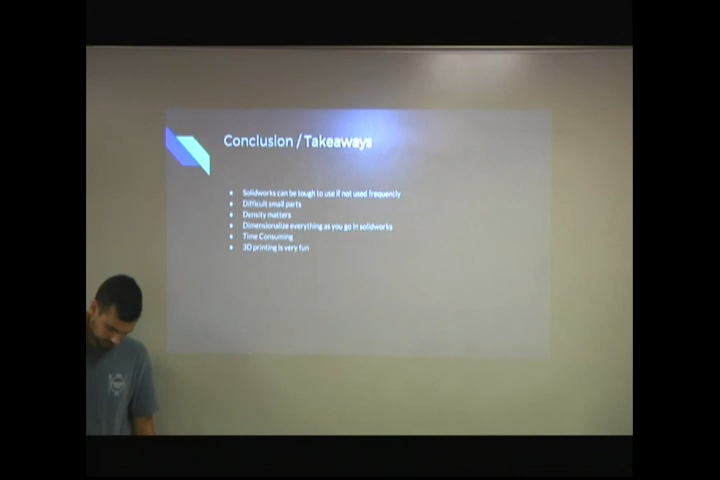 Conclusion / Takeaways
● Solidworks can be tough to use if not used frequently
● Difficult small parts
● Density matters
● Dimensionalize everything as you go in solidworks
● Time Consuming
● 3D printing is very fun